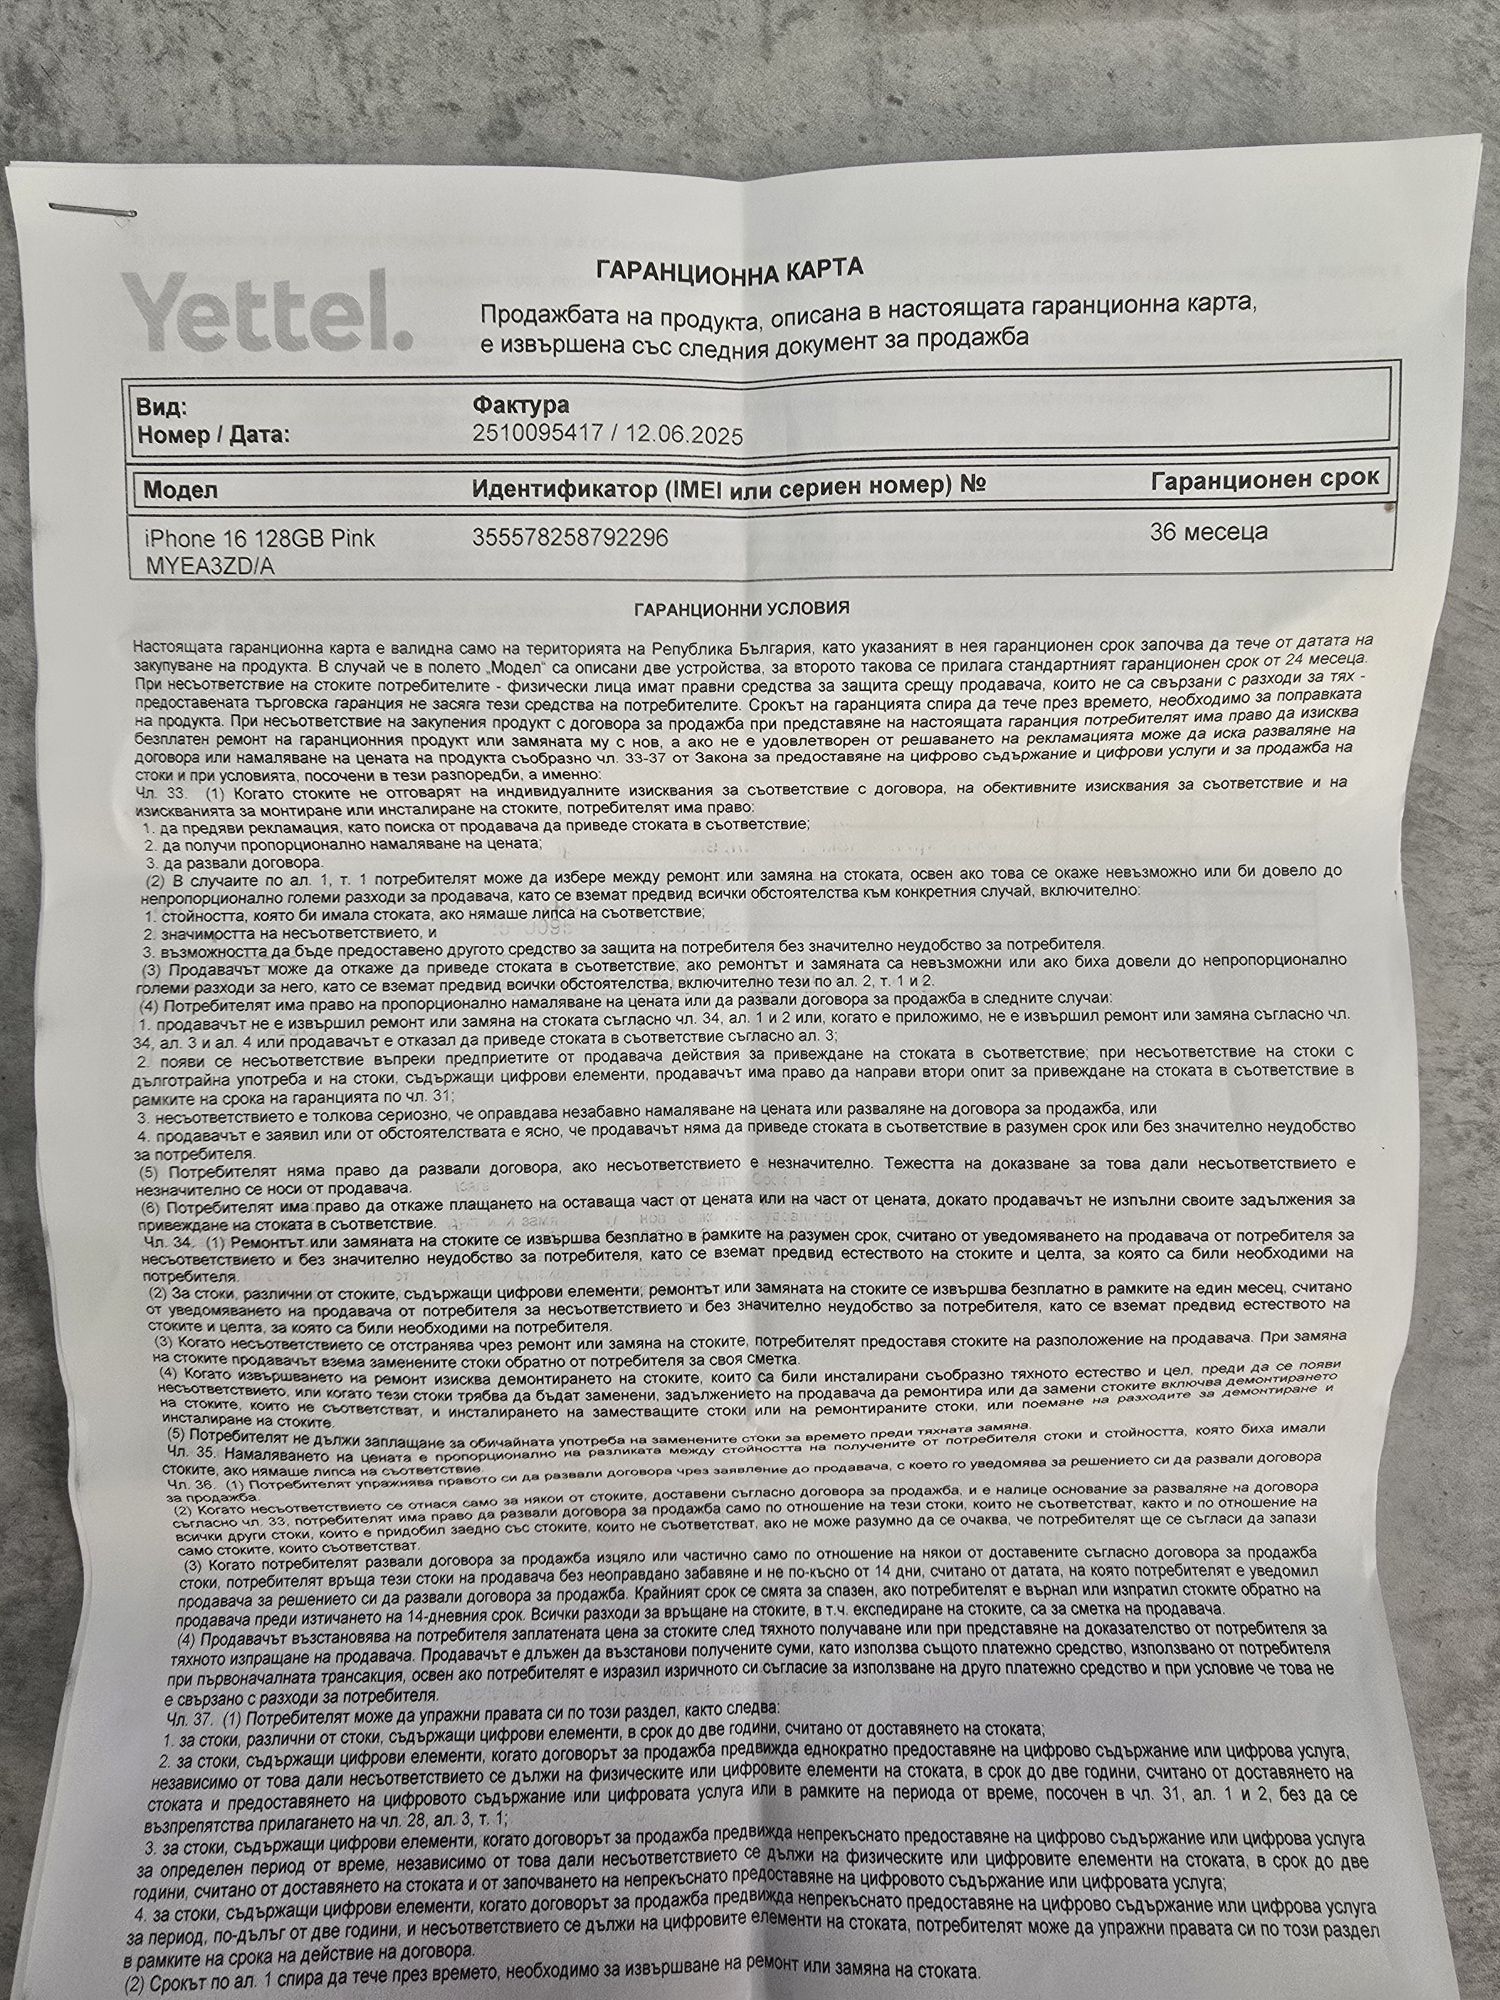 Yettel.
ГАРАНЦИОННА КАРТА
Продажбата на продукта, описана в настоящата гаранционна карта,
е извършена със следния документ за продажба
Вид: Фактура
Номер / Дата: 2510095417 / 12.06.2025
Модел Идентификатор (IMEI или сериен номер) № Гаранционен срок
iPhone 16 128GB Pink 355578258792296 36 месеца
MYEA3ZD/A
ГАРАНЦИОННИ УСЛОВИЯ
Настоящата гаранционна карта е валидна само на територията на Република България, като указаният в нея гаранционен срок започва да тече от датата на
закупуване на продукта. В случай че в полето „Модел“ са описани две устройства, за второто такова се прилага стандартният гаранционен срок от 24 месеца.
При несъответствие на стоките потребителите - физически лица имат правни средства за защита срещу продавача, които не са свързани с разходи за тях -
предоставената търговска гаранция не засяга тези средства на потребителите. Срокът на гаранцията спира да тече през времето, необходимо за поправката
на продукта. При несъответствие на закупения продукт с договора за продажба при представяне на настоящата гаранция потребителят има право да изисква
безплатен ремонт на гаранционния продукт или замяната му с нов, а ако не е удовлетворен от решаването на рекламацията може да иска разваляне на
договора или намаляване на цената на продукта съобразно чл. 33-37 от Закона за предоставяне на цифрово съдържание и цифрови услуги и за продажба на
стоки и при условията, посочени в тези разпоредби, а именно:
Чл. 33. (1) Когато стоките не отговарят на индивидуалните изисквания за съответствие с договора, на обективните изисквания за съответствие и на
изискванията за монтиране или инсталиране на стоките, потребителят има право:
1. да предяви рекламация, като поиска от продавача да приведе стоката в съответствие;
2. да получи пропорционално намаляване на цената;
3. да развали договора.
(2) В случаите по ал. 1, т. 1 потребителят може да избере между ремонт или замяна на стоката, освен ако това се окаже невъзможно или би довело до
непропорционално големи разходи за продавача, като се вземат предвид всички обстоятелства към конкретния случай, включително:
1. стойността, която би имала стоката, ако нямаше липса на съответствие;
2. значимостта на несъответствието, и
3. възможността да бъде предоставено другото средство за защита на потребителя без значително неудобство за потребителя.
(3) Продавачът може да откаже да приведе стоката в съответствие, ако ремонтът и замяната са невъзможни или ако биха довели до непропорционално
големи разходи за него, като се вземат предвид всички обстоятелства, включително тези по ал. 2, т. 1 и 2.
(4) Потребителят има право на пропорционално намаляване на цената или да развали договора за продажба в следните случаи:
1. продавачът не е извършил ремонт или замяна на стоката съгласно чл. 34, ал. 1 и 2 или, когато е приложимо, не е извършил ремонт или замяна съгласно чл.
34, ал. 3 и ал. 4 или продавачът е отказал да приведе стоката в съответствие съгласно ал. 3;
2. появи се несъответствие въпреки предприетите от продавача действия за привеждане на стоката в съответствие; при несъответствие на стоки с
дълготрайна употреба и на стоки, съдържащи цифрови елементи, продавачът има право да направи втори опит за привеждане на стоката в съответствие в
рамките на срока на гаранцията по чл. 31;
3. несъответствието е толкова сериозно, че оправдава незабавно намаляване на цената или разваляне на договора за продажба, или
4. продавачът е заявил или от обстоятелствата е ясно, че продавачът няма да приведе стоката в съответствие в разумен срок или без значително неудобство
за потребителя.
(5) Потребителят няма право да развали договора, ако несъответствието е незначително. Тежестта на доказване за това дали несъответствието е
незначително се носи от продавача.
(6) Потребителят има право да откаже плащането на оставаща част от цената или на част от цената, докато продавачът не изпълни своите задължения за
привеждане на стоката в съответствие.
Чл. 34. (1) Ремонтът или замяната на стоките се извършва безплатно в рамките на разумен срок, считано от уведомяването на продавача от потребителя за
несъответствието и без значително неудобство за потребителя, като се вземат предвид естеството на стоките и целта, за която са били необходими на
потребителя.
(2) За стоки, различни от стоките, съдържащи цифрови елементи, ремонтът или замяната на стоките се извършва безплатно в рамките на един месец, считано
от уведомяването на продавача от потребителя за несъответствието и без значително неудобство за потребителя, като се вземат предвид естеството на
стоките и целта, за която са били необходими на потребителя.
(3) Когато несъответствието се отстранява чрез ремонт или замяна на стоките, потребителят предоставя стоките на разположение на продавача. При замяна
на стоките продавачът взема заменените стоки обратно от потребителя за своя сметка.
(4) Когато извършването на ремонт изисква демонтирането на стоките, които са били инсталирани съобразно тяхното естество и цел, преди да се появи
несъответствието, или когато тези стоки трябва да бъдат заменени, задължението на продавача да ремонтира или да замени стоките включва демонтирането
на стоките, които не съответстват, и инсталирането на заместващите стоки или на ремонтираните стоки, или поемане на разходите за демонтиране и
инсталиране на стоките.
(5) Потребителят не дължи заплащане за обичайната употреба на заменените стоки за времето преди тяхната замяна.
Чл. 35. Намаляването на цената е пропорционално на разликата между стойността на получените от потребителя стоки и стойността, която биха имали
стоките, ако нямаше липса на съответствие.
Чл. 36. (1) Потребителят упражнява правото си да развали договора чрез заявление до продавача, с което го уведомява за решението си да развали договора
за продажба.
(2) Когато несъответствието се отнася само за някои от стоките, доставени съгласно договора за продажба, и е налице основание за разваляне на договора
съгласно чл. 33, потребителят има право да развали договора за продажба само по отношение на тези стоки, които не съответстват, както и по отношение на
всички други стоки, които е придобил заедно със стоките, които не съответстват, ако не може разумно да се очаква, че потребителят ще се съгласи да запази
само стоките, които съответстват.
(3) Когато потребителят развали договора за продажба изцяло или частично само по отношение на някои от доставените съгласно договора за продажба
стоки, потребителят връща тези стоки на продавача без неоправдано забавяне и не по-късно от 14 дни, считано от датата, на която потребителят е уведомил
продавача за решението си да развали договора за продажба. Крайният срок се смята за спазен, ако потребителят е върнал или изпратил стоките обратно на
продавача преди изтичането на 14-дневния срок. Всички разходи за връщане на стоките, в т.ч. експедиране на стоките, са за сметка на продавача.
(4) Продавачът възстановява на потребителя заплатената цена за стоките след тяхното получаване или при представяне на доказателство от потребителя за
тяхното изпращане на продавача. Продавачът е длъжен да възстанови получените суми, като използва същото платежно средство, използвано от потребителя
при първоначалната трансакция, освен ако потребителят е изразил изричното си съгласие за използване на друго платежно средство и при условие че това не
е свързано с разходи за потребителя.
Чл. 37. (1) Потребителят може да упражни правата си по този раздел, както следва:
1. за стоки, различни от стоки, съдържащи цифрови елементи, в срок до две години, считано от доставянето на стоката;
2. за стоки, съдържащи цифрови елементи, когато договорът за продажба предвижда еднократно предоставяне на цифрово съдържание или цифрова услуга,
независимо от това дали несъответствието се дължи на физическите или цифровите елементи на стоката, в срок до две години, считано от доставянето на
стоката и предоставянето на цифровото съдържание или цифровата услуга или в рамките на периода от време, посочен в чл. 31, ал. 1 и 2, без да се
възпрепятства прилагането на чл. 28, ал. 3, т. 1;
3. за стоки, съдържащи цифрови елементи, когато договорът за продажба предвижда непрекъснато предоставяне на цифрово съдържание или цифрова услуга
за определен период от време, независимо от това дали несъответствието се дължи на физическите или цифровите елементи на стоката, в срок до две
години, считано от доставянето на стоката и от започването на непрекъснато предоставяне на цифровото съдържание или цифровата услуга;
4. за стоки, съдържащи цифрови елементи, когато договорът за продажба предвижда непрекъснато предоставяне на цифрово съдържание или цифрова услуга
за период, по-дълъг от две години, и несъответствието се дължи на цифровите елементи на стоката, потребителят може да упражни правата си по този раздел
в рамките на срока на действие на договора.
(2) Срокът по ал. 1 спира да тече през времето, необходимо за извършване на ремонт или замяна на стоката.